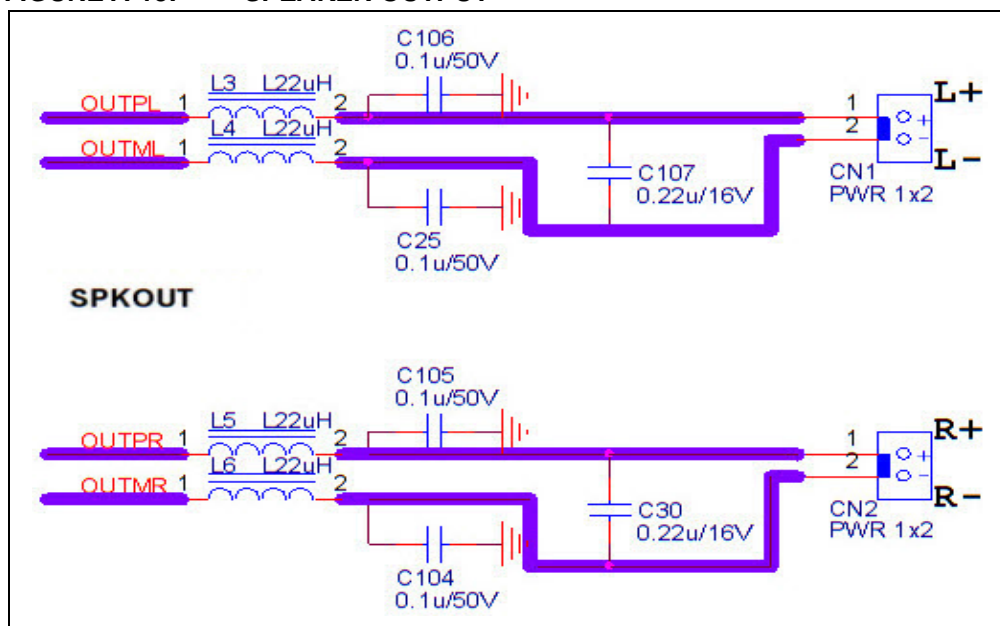 C106
0.1u/50V
L3 L22uH
OUTPL 1 2
L4 L22uH
OUTML 1 2
C25
0.1u/50V
C107
0.22u/16V
1
2
+
-
L+
L-
CN1
PWR 1x2
SPKOUT
C105
0.1u/50V
L5 L22uH
OUTPR 1 2
L6 L22uH
OUTMR 1 2
C104
0.1u/50V
C30
0.22u/16V
1
2
+
-
R+
R-
CN2
PWR 1x2